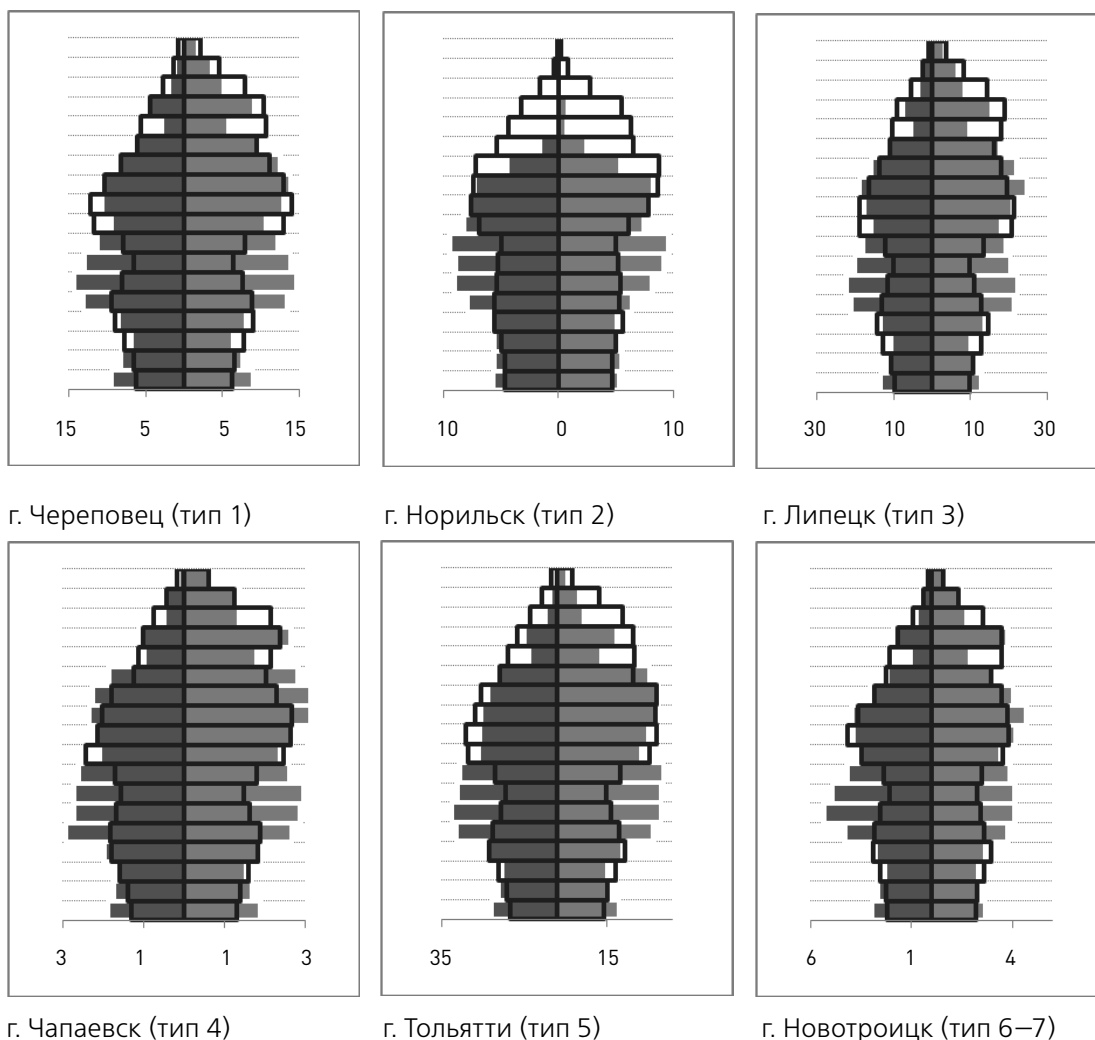 15 5 5 15
10 0 10
30 10 10 30
г. Череповец (тип 1)
г. Норильск (тип 2)
г. Липецк (тип 3)
3 1 1 3
35 15
6 1 4
г. Чапаевск (тип 4)
г. Тольятти (тип 5)
г. Новотроицк (тип 6–7)